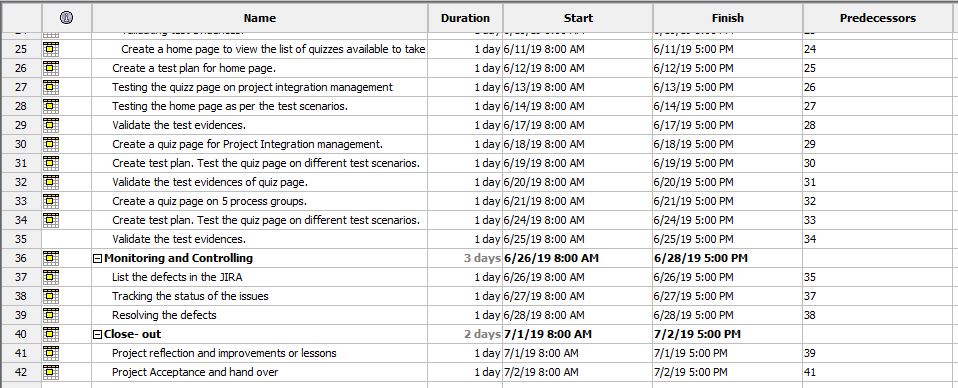 Name Duration Start Finish Predecessors
25 Create a home page to view the list of quizzes available to take 1 day 6/11/19 8:00 AM 6/11/19 5:00 PM 24
26 Create a test plan for home page. 1 day 6/12/19 8:00 AM 6/12/19 5:00 PM 25
27 Testing the quizz page on project integration management 1 day 6/13/19 8:00 AM 6/13/19 5:00 PM 26
28 Testing the home page as per the test scenarios. 1 day 6/14/19 8:00 AM 6/14/19 5:00 PM 27
29 Validate the test evidences. 1 day 6/17/19 8:00 AM 6/17/19 5:00 PM 28
30 Create a quiz page for Project Integration management. 1 day 6/18/19 8:00 AM 6/18/19 5:00 PM 29
31 Create test plan. Test the quiz page on different test scenarios. 1 day 6/19/19 8:00 AM 6/19/19 5:00 PM 30
32 Validate the test evidences of quiz page. 1 day 6/20/19 8:00 AM 6/20/19 5:00 PM 31
33 Create a quiz page on 5 process groups. 1 day 6/21/19 8:00 AM 6/21/19 5:00 PM 32
34 Create test plan. Test the quiz page on different test scenarios. 1 day 6/24/19 8:00 AM 6/24/19 5:00 PM 33
35 Validate the test evidences. 1 day 6/25/19 8:00 AM 6/25/19 5:00 PM 34
36 Monitoring and Controlling 3 days 6/26/19 8:00 AM 6/28/19 5:00 PM
37 List the defects in the JIRA 1 day 6/26/19 8:00 AM 6/26/19 5:00 PM 35
38 Tracking the status of the issues 1 day 6/27/19 8:00 AM 6/27/19 5:00 PM 37
39 Resolving the defects 1 day 6/28/19 8:00 AM 6/28/19 5:00 PM 38
40 Close- out 2 days 7/1/19 8:00 AM 7/2/19 5:00 PM
41 Project reflection and improvements or lessons 1 day 7/1/19 8:00 AM 7/1/19 5:00 PM 39
42 Project Acceptance and hand over 1 day 7/2/19 8:00 AM 7/2/19 5:00 PM 41